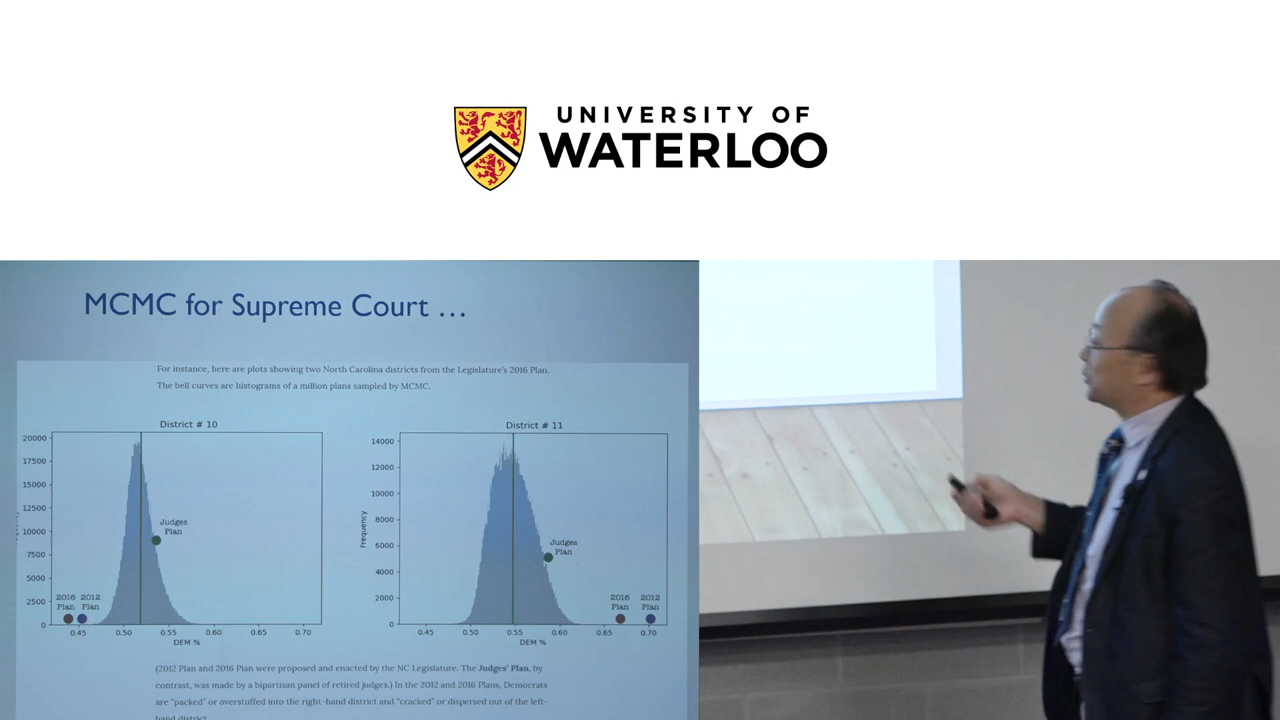 UNIVERSITY OF
WATERLOO
MCMC for Supreme Court ...
For instance, here are plots showing two North Carolina districts from the Legislature's 2016 Plan.
The bell curves are histograms of a million plans sampled by MCMC.
District # 10
20000
17500
15000
12500
10000
7500
5000
2500
0
Judges
Plan
2016
Plan
2012
Plan
0.45 0.50 0.55 0.60 0.65 0.70
DEM %
District # 11
14000
12000
10000
8000
6000
4000
2000
0
Frequency
Judges
Plan
2016
Plan
2012
Plan
0.45 0.50 0.55 0.60 0.65 0.70
DEM %
(2012 Plan and 2016 Plan were proposed and enacted by the NC Legislature. The Judges' Plan, by
contrast, was made by a bipartisan panel of retired judges.) In the 2012 and 2016 Plans, Democrats
are "packed" or overstuffed into the right-hand district and "cracked" or dispersed out of the left-
hand district